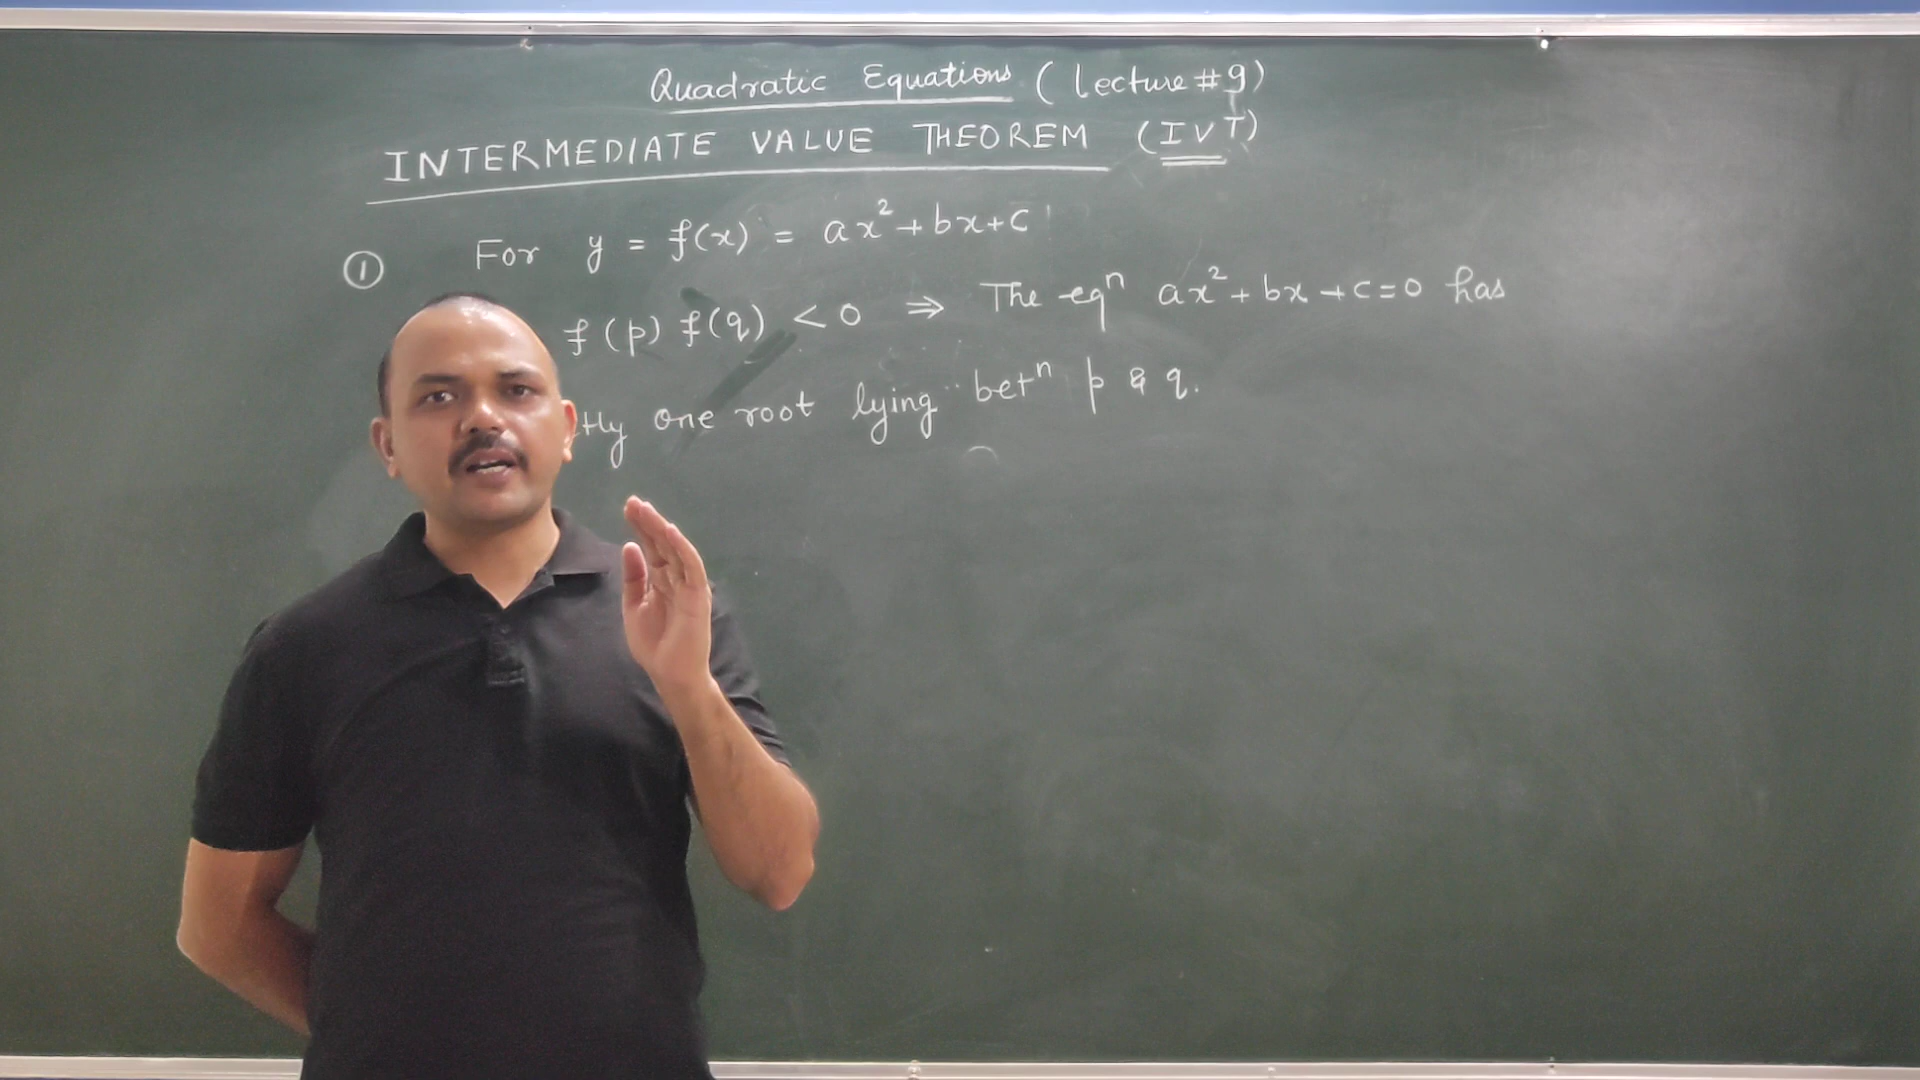 Quadratic Equations (Lecture #9)
INTERMEDIATE VALUE THEOREM (IVT)
① For y = f(x) = ax²+bx+c
f(p) f(q) < 0 ⇒ The eqⁿ ax²+bx+c=0 has
tly one root lying betⁿ p & q.